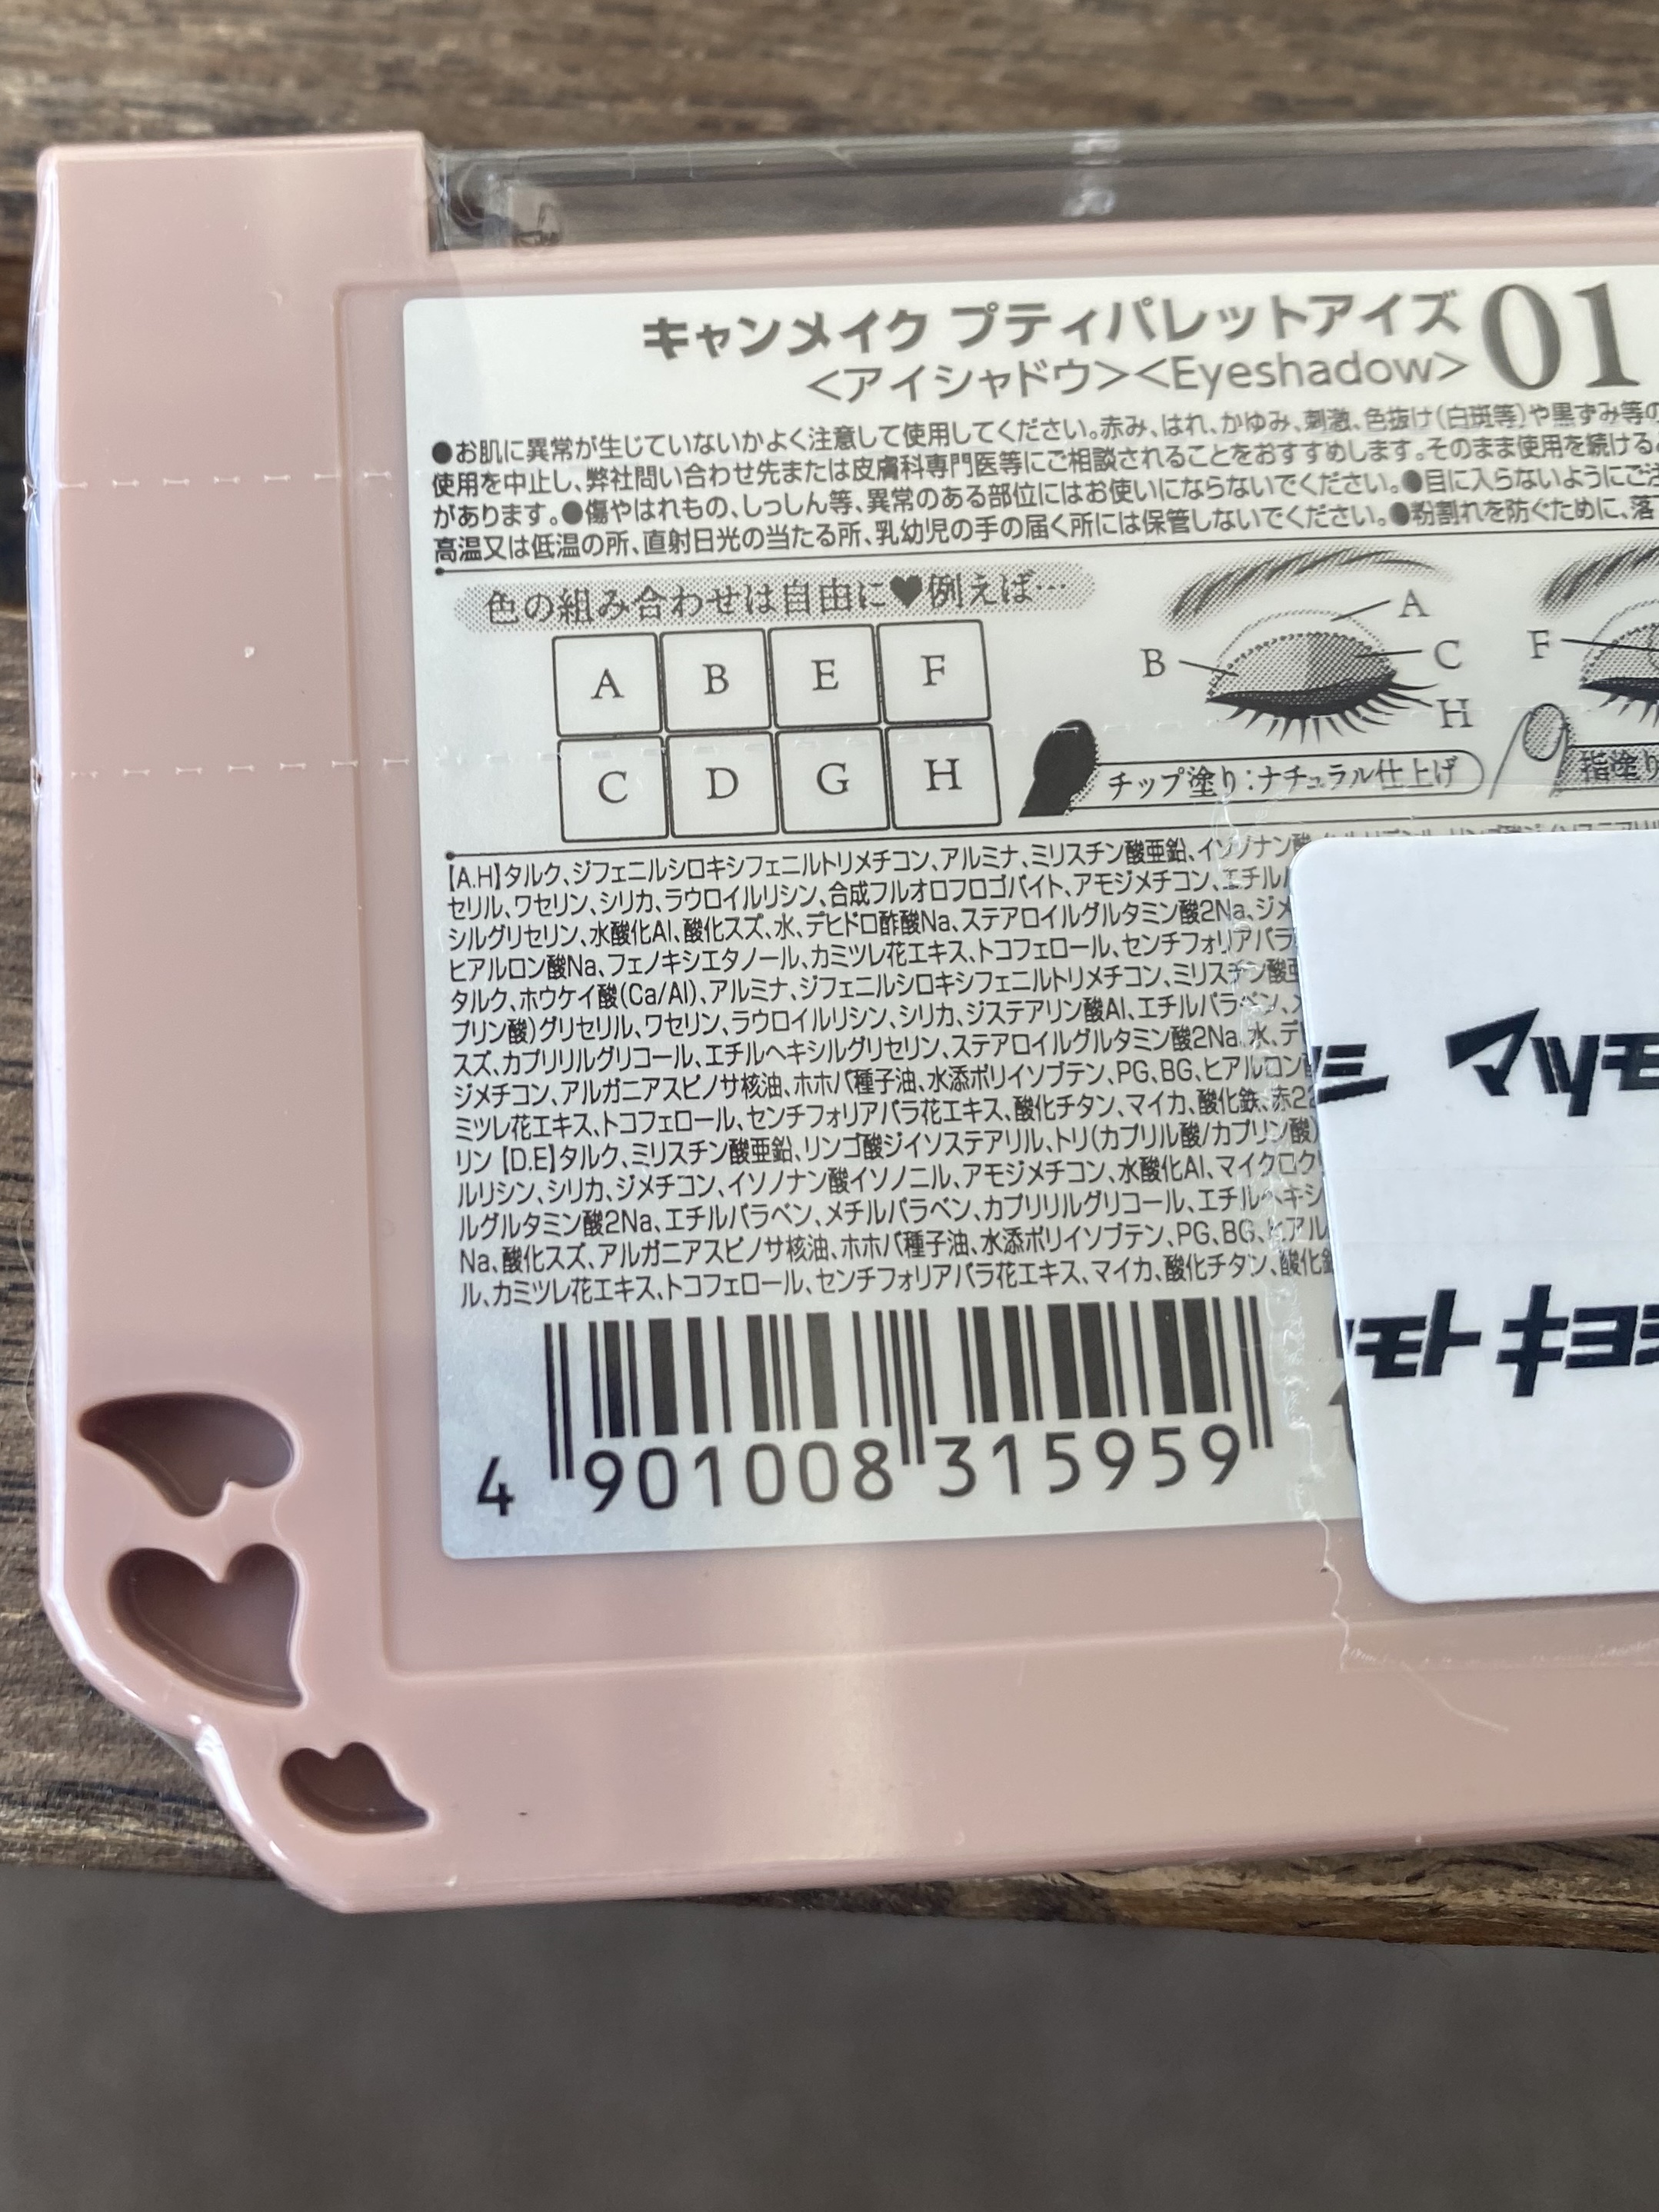 キャンメイク プティパレットアイズ 01
<アイシャドウ><Eyeshadow>
●お肌に異常が生じていないかよく注意して使用してください。赤み、はれ、かゆみ、刺激、色抜け(白斑等)や黒ずみ等の
使用を中止し、弊社問い合わせ先または皮膚科専門医等にご相談されることをおすすめします。そのまま使用を続けると
があります。●傷やはれもの、しっしん等、異常のある部位にはお使いにならないでください。●目に入らないようにご注
高温又は低温の所、直射日光の当たる所、乳幼児の手の届く所には保管しないでください。●粉割れを防ぐために、落
色の組み合わせは自由に♥例えば…
A B E F
C D G H
A
B
C
H
F
チップ塗り:ナチュラル仕上げ
指塗り
【A.H】タルク、ジフェニルシロキシフェニルトリメチコン、アルミナ、ミリスチン酸亜鉛、イソノナン酸
セリル、ワセリン、シリカ、ラウロイルリシン、合成フルオロフロゴパイト、アモジメチコン、エチルパ
シルグリセリン、水酸化Al、酸化スズ、水、デヒドロ酢酸Na、ステアロイルグルタミン酸2Na、ジメ
ヒアルロン酸Na、フェノキシエタノール、カミツレ花エキス、トコフェロール、センチフォリアバラ
タルク、ホウケイ酸(Ca/Al)、アルミナ、ジフェニルシロキシフェニルトリメチコン、ミリスチン酸亜
プリン酸)グリセリル、ワセリン、ラウロイルリシン、シリカ、ジステアリン酸Al、エチルパラベン、メ
スズ、カプリリルグリコール、エチルヘキシルグリセリン、ステアロイルグルタミン酸2Na、水、デ
ジメチコン、アルガニアスピノサ核油、ホホバ種子油、水添ポリイソブテン、PG、BG、ヒアルロン酸
ミツレ花エキス、トコフェロール、センチフォリアバラ花エキス、酸化チタン、マイカ、酸化鉄、赤22
リン【D.E】タルク、ミリスチン酸亜鉛、リンゴ酸ジイソステアリル、トリ(カプリル酸/カプリン酸)
ルリシン、シリカ、ジメチコン、イソノナン酸イソノニル、アモジメチコン、水酸化Al、マイクロク
ルグルタミン酸2Na、エチルパラベン、メチルパラベン、カプリリルグリコール、エチルヘキシ
Na、酸化スズ、アルガニアスピノサ核油、ホホバ種子油、水添ポリイソブテン、PG、BG、ヒアル
ル、カミツレ花エキス、トコフェロール、センチフォリアバラ花エキス、マイカ、酸化チタン、酸化鉄
4 901008 315959
マツモ
モトキヨ